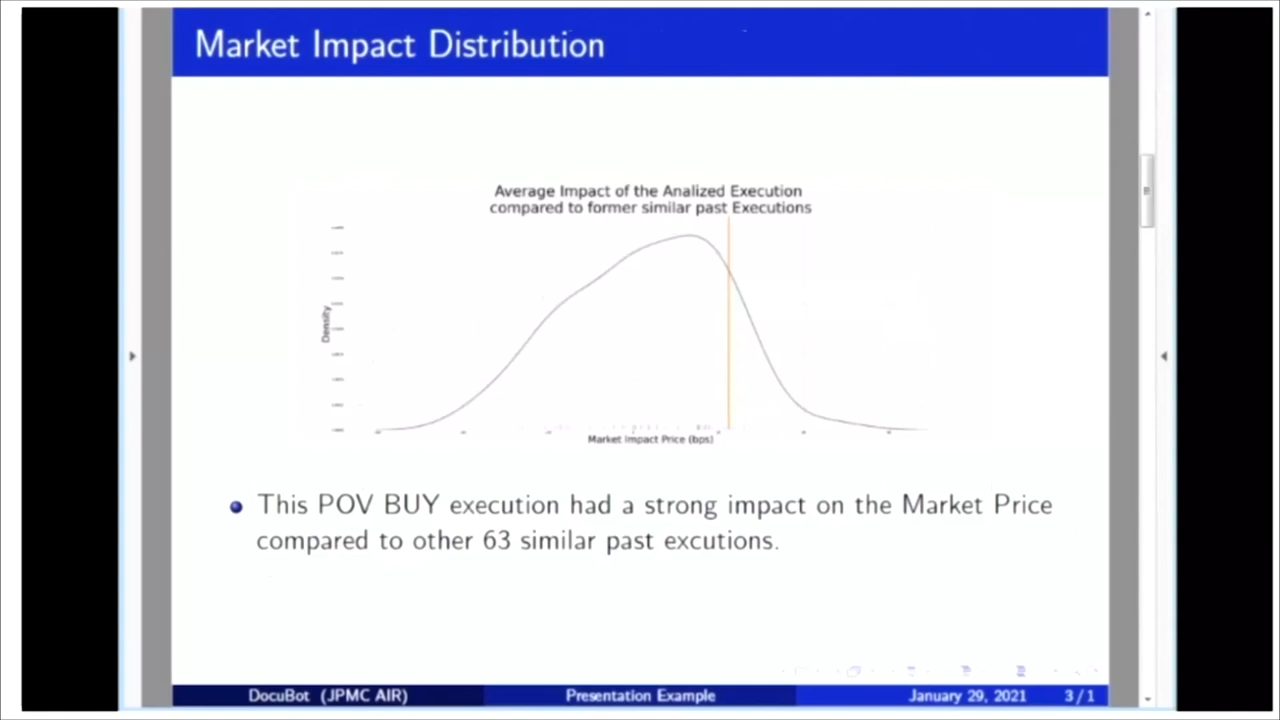 Market Impact Distribution
Average Impact of the Analized Execution
compared to former similar past Executions
Density
Market Impact Price (bps)
This POV BUY execution had a strong impact on the Market Price
compared to other 63 similar past excutions.
DocuBot (JPMC AIR) Presentation Example January 29, 2021 3 / 1